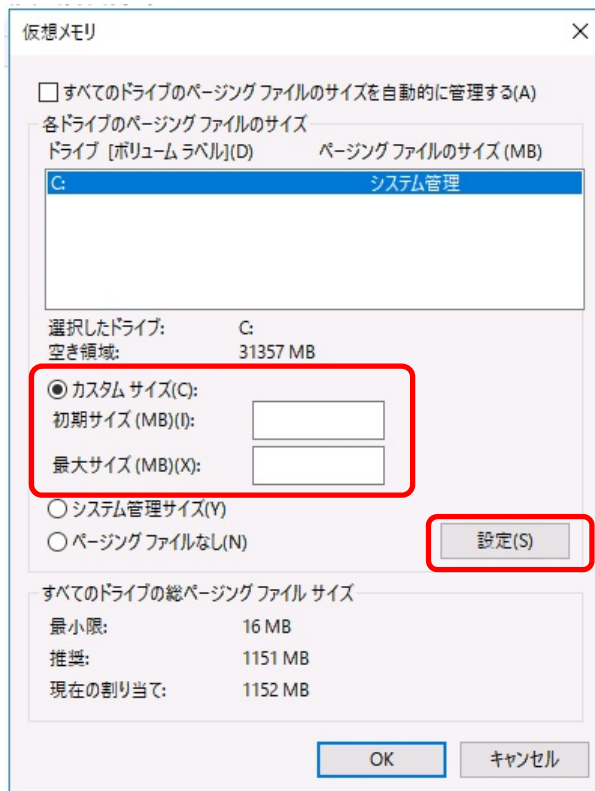 仮想メモリ
すべてのドライブのページング ファイルのサイズを自動的に管理する(A)
各ドライブのページング ファイルのサイズ
ドライブ [ボリューム ラベル](D) ページング ファイルのサイズ (MB)
C: システム管理
選択したドライブ: C:
空き領域: 31357 MB
カスタム サイズ(C):
初期サイズ (MB)(I):
最大サイズ (MB)(X):
システム管理サイズ(Y)
ページング ファイルなし(N) 設定(S)
すべてのドライブの総ページング ファイル サイズ
最小限: 16 MB
推奨: 1151 MB
現在の割り当て: 1152 MB
OK キャンセル